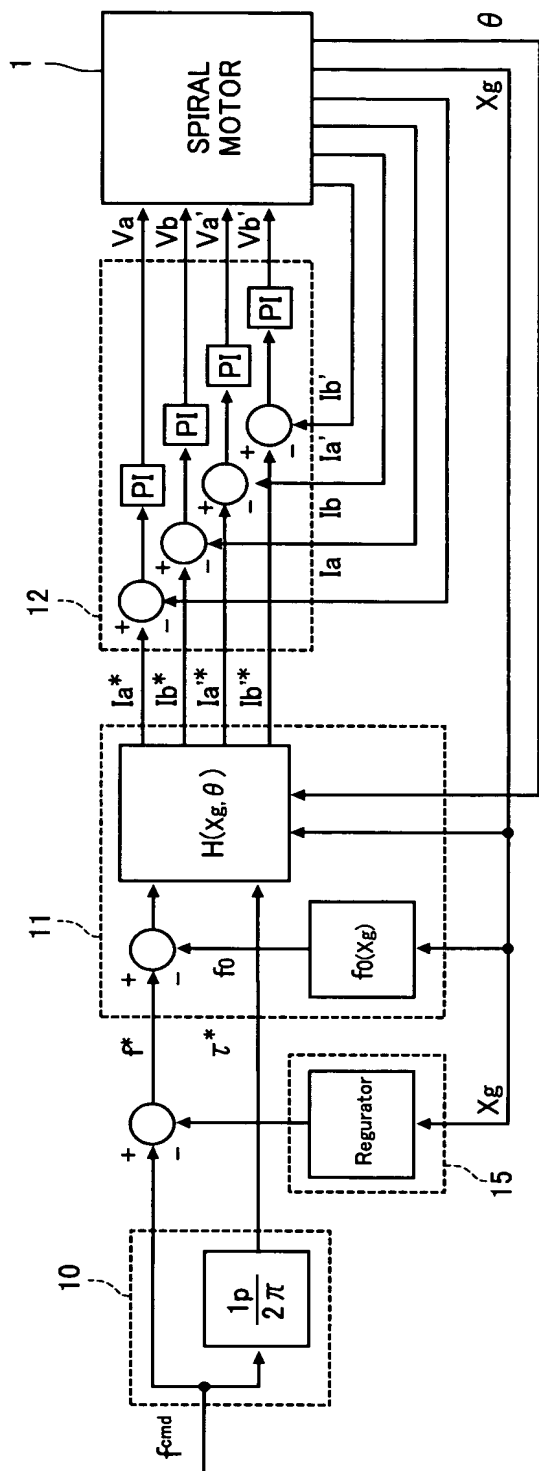 fcmd
10
1p
2π
f*
τ*
15
Regurator
Xg
11
f0
f0(Xg)
H(Xg, θ)
Ia*
Ib*
Ia'*
Ib'*
12
PI
PI
PI
PI
Ia
Ib
Ia'
Ib'
Va
Vb
Va'
Vb'
1
SPIRAL
MOTOR
Xg
θ
+
−
+
−
+
−
+
−
+
−
+
−